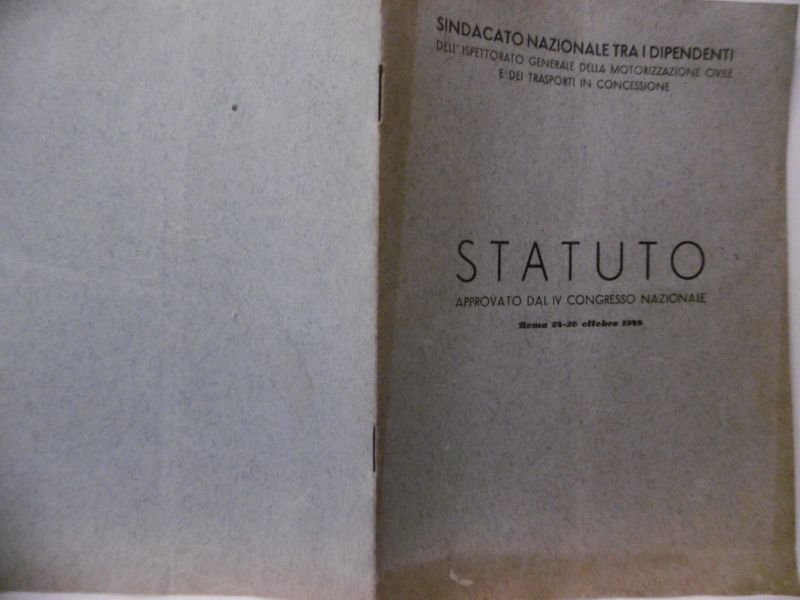 SINDACATO NAZIONALE TRA I DIPENDENTI
DELL' ISPETTORATO GENERALE DELLA MOTORIZZAZIONE CIVILE
E DEI TRASPORTI IN CONCESSIONE
STATUTO
APPROVATO DAL IV CONGRESSO NAZIONALE
Roma 24-26 ottobre 1948